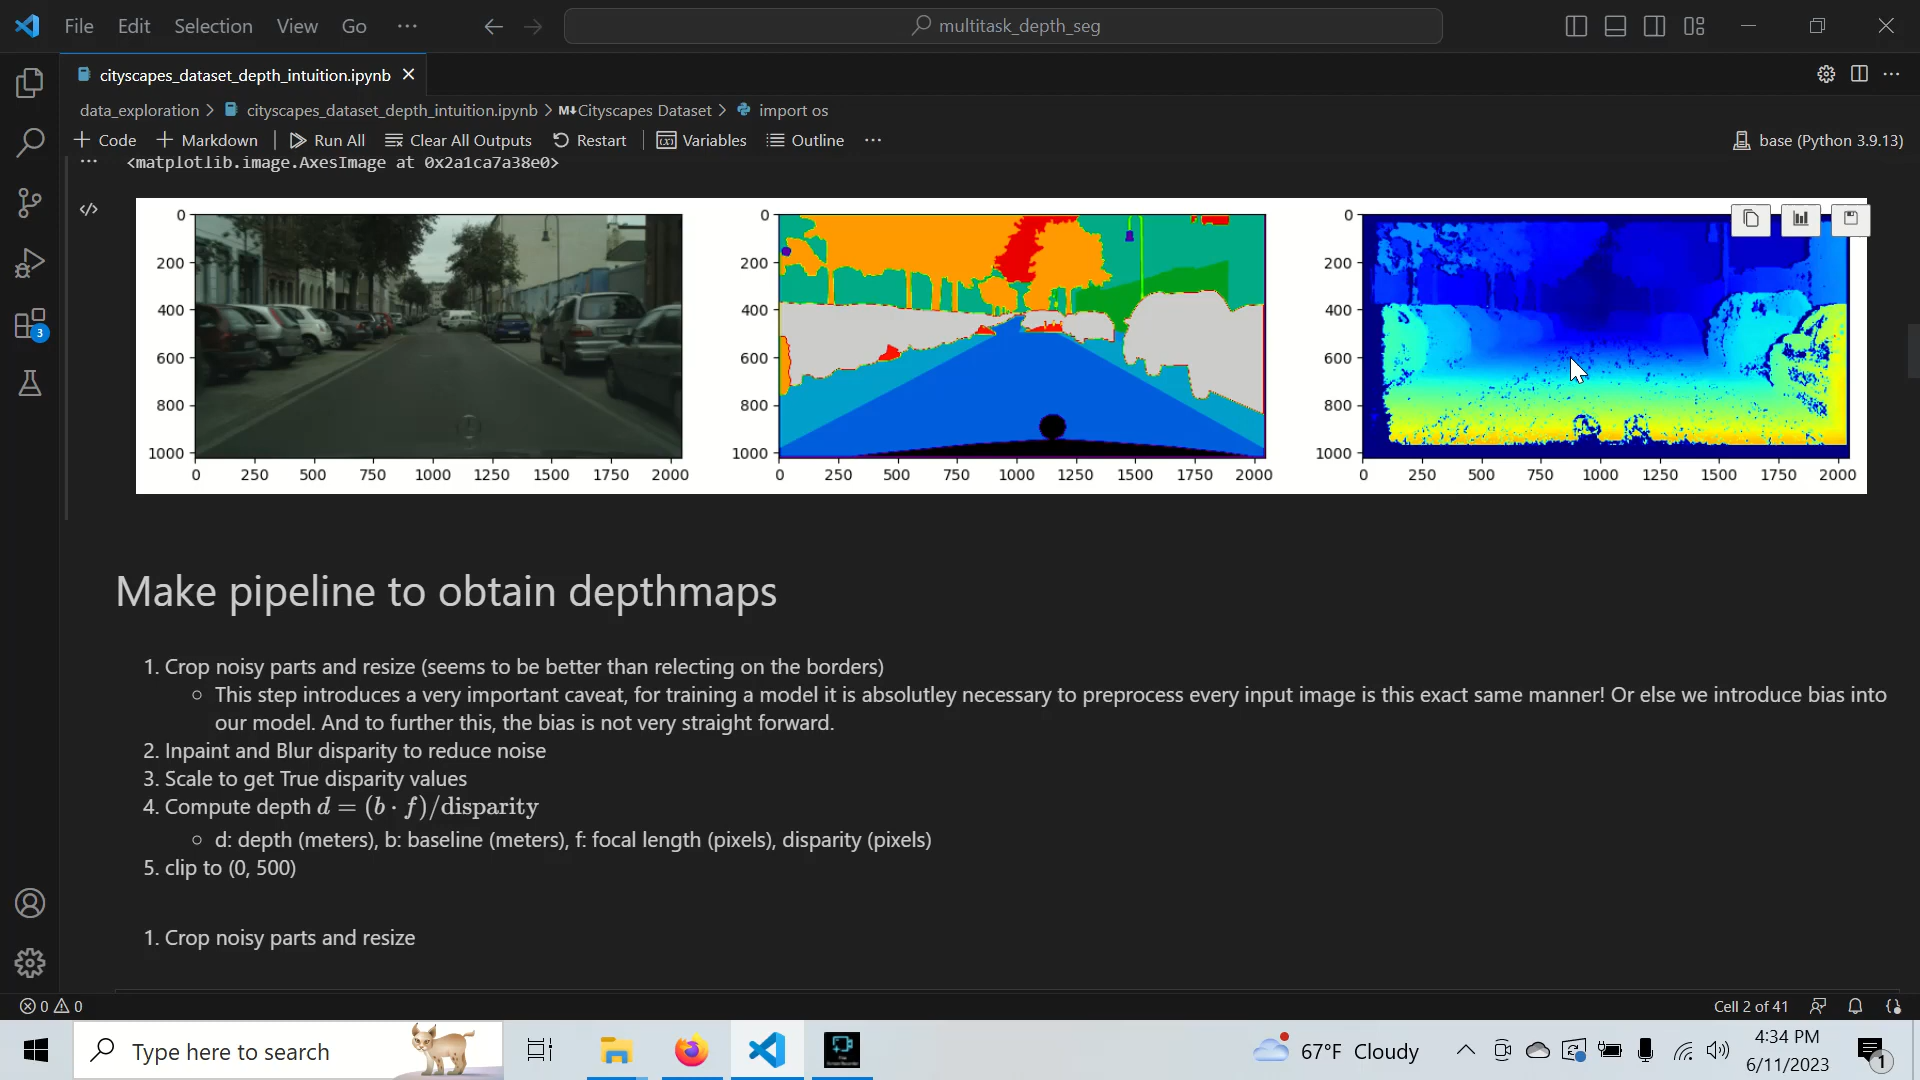 File Edit Selection View Go ···
multitask_depth_seg
cityscapes_dataset_depth_intuition.ipynb
data_exploration > cityscapes_dataset_depth_intuition.ipynb > M↓Cityscapes Dataset > import os
+ Code + Markdown | Run All Clear All Outputs Restart | Variables Outline ···
base (Python 3.9.13)
<matplotlib.image.AxesImage at 0x2a1ca7a38e0>
0
200
400
600
800
1000
0 250 500 750 1000 1250 1500 1750 2000
0
200
400
600
800
1000
0 250 500 750 1000 1250 1500 1750 2000
0
200
400
600
800
1000
0 250 500 750 1000 1250 1500 1750 2000
Make pipeline to obtain depthmaps
1. Crop noisy parts and resize (seems to be better than relecting on the borders)
○ This step introduces a very important caveat, for training a model it is absolutley necessary to preprocess every input image is this exact same manner! Or else we introduce bias into
our model. And to further this, the bias is not very straight forward.
2. Inpaint and Blur disparity to reduce noise
3. Scale to get True disparity values
4. Compute depth d = (b · f)/disparity
○ d: depth (meters), b: baseline (meters), f: focal length (pixels), disparity (pixels)
5. clip to (0, 500)
1. Crop noisy parts and resize
3
0 0
Cell 2 of 41
Type here to search
67°F Cloudy
4:34 PM
6/11/2023
1